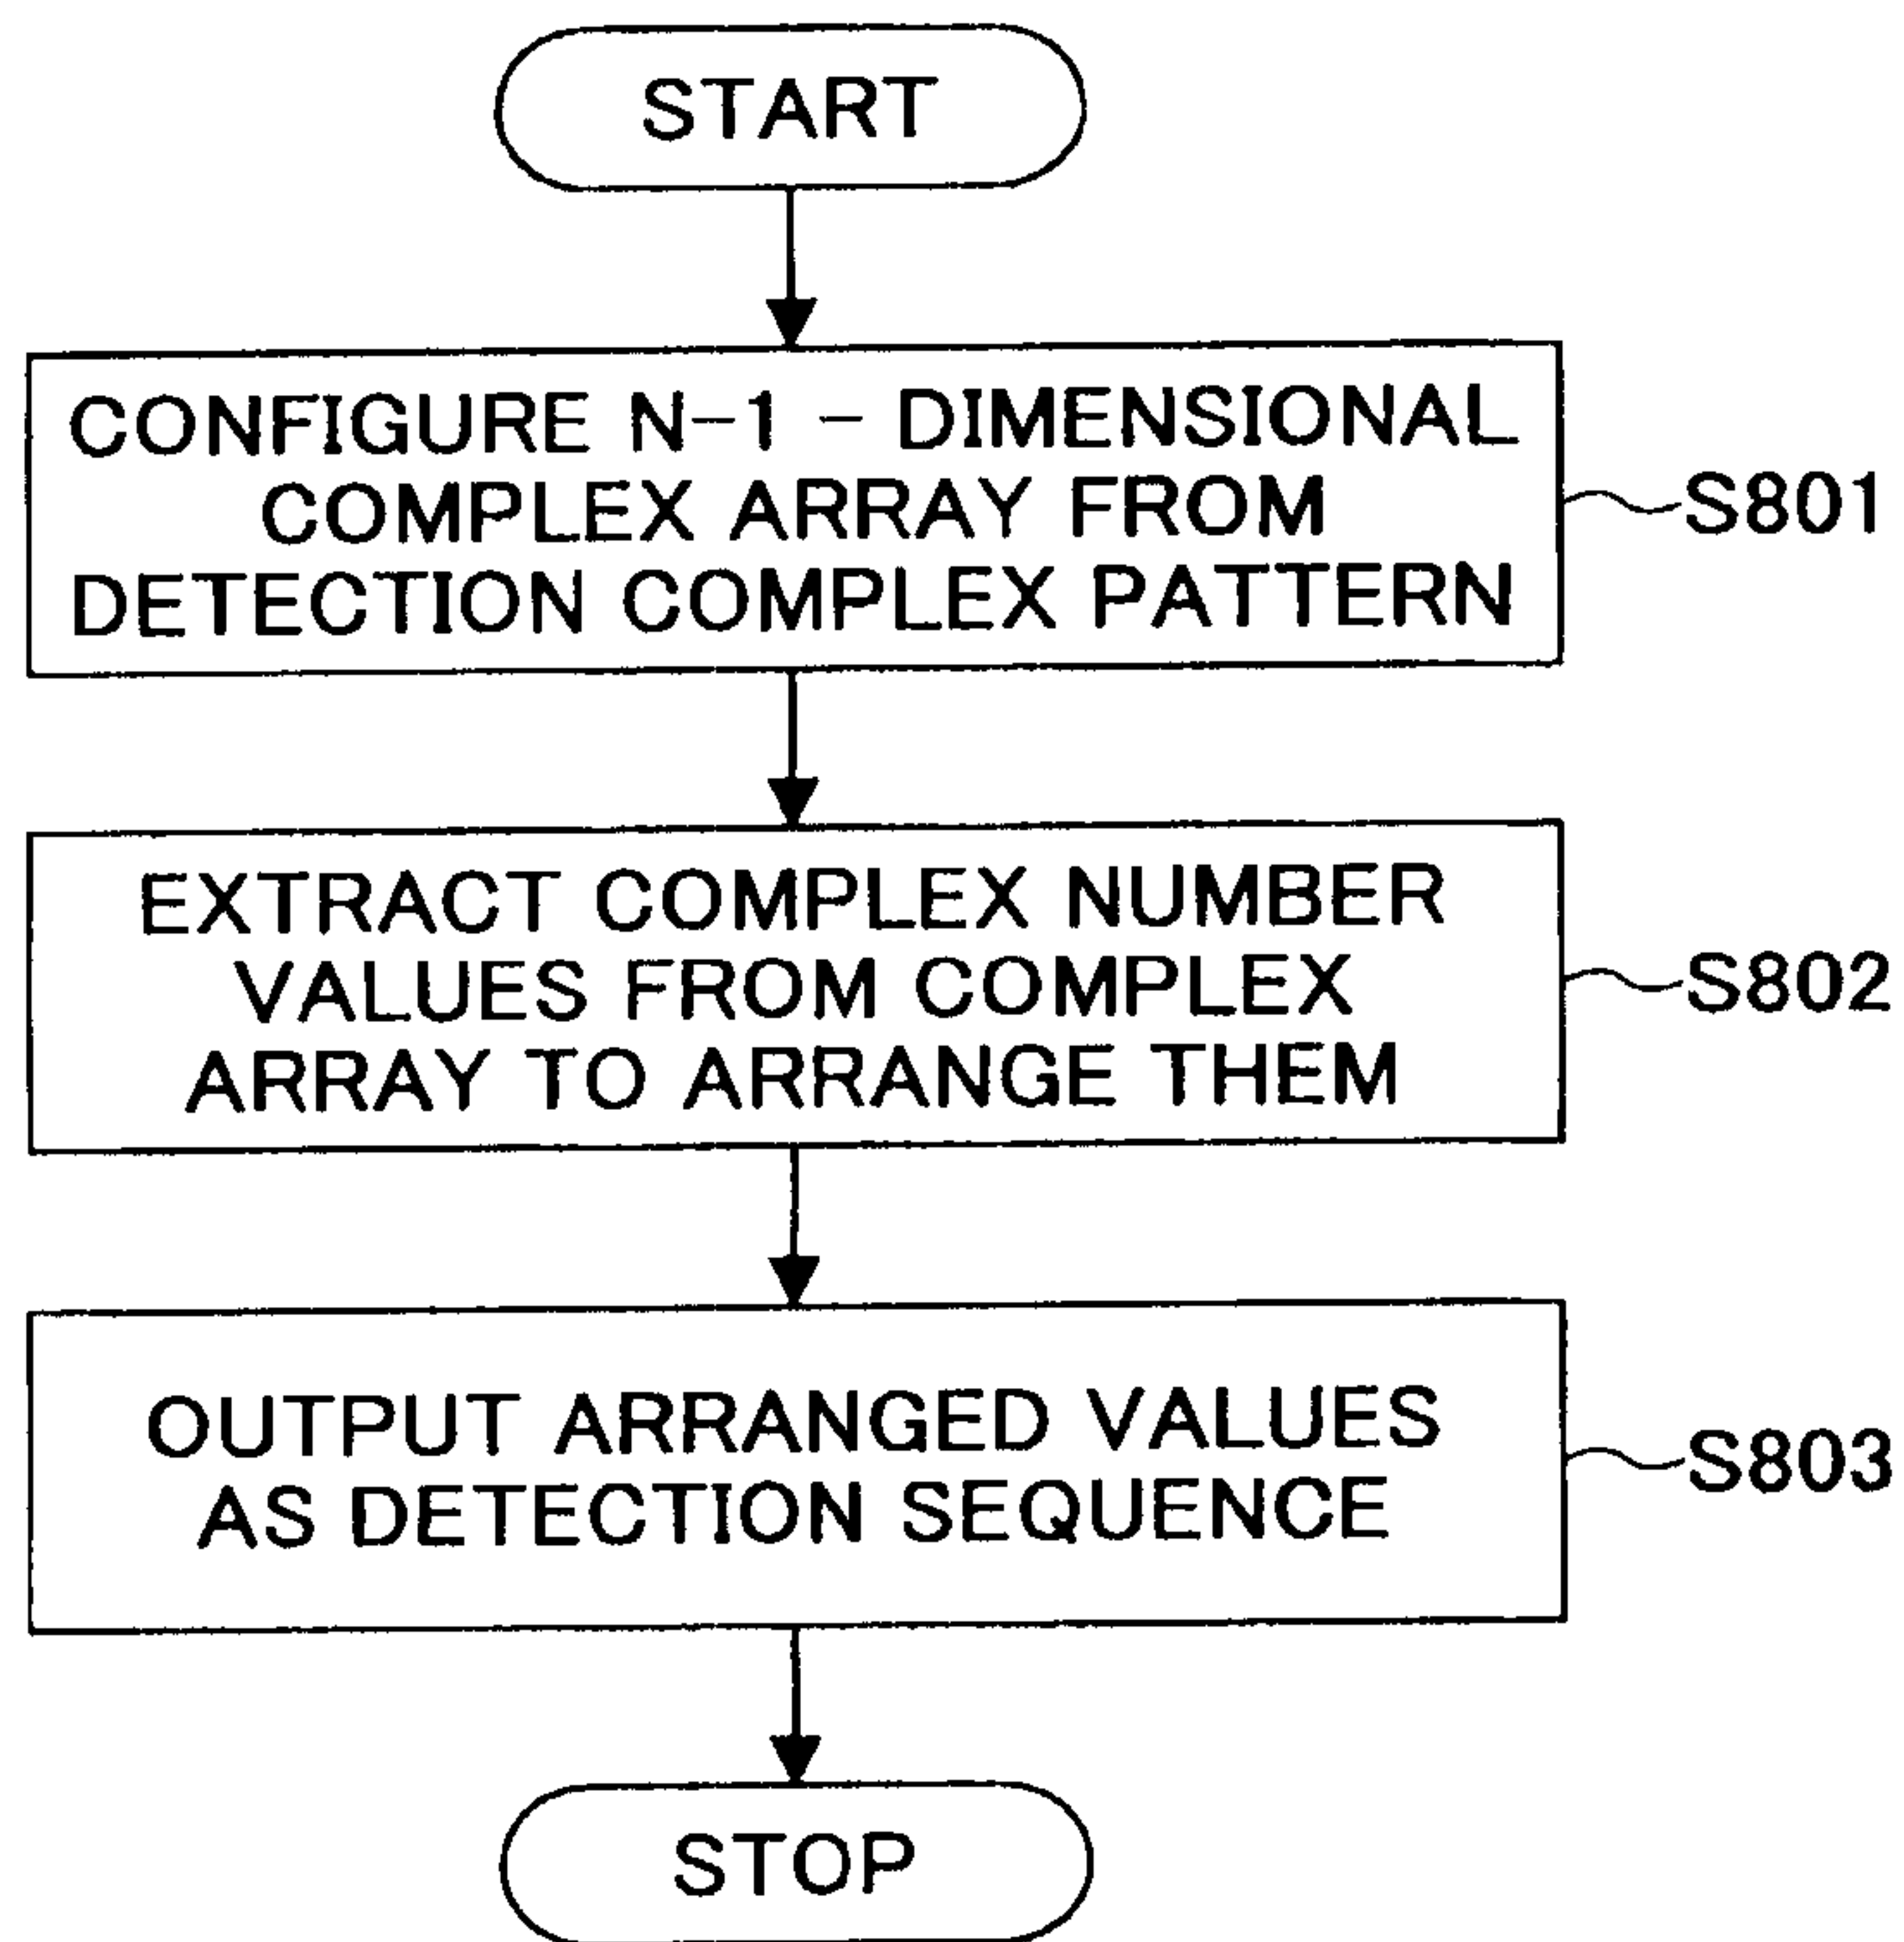 START
CONFIGURE N-1 - DIMENSIONAL
COMPLEX ARRAY FROM
DETECTION COMPLEX PATTERN
S801
EXTRACT COMPLEX NUMBER
VALUES FROM COMPLEX
ARRAY TO ARRANGE THEM
S802
OUTPUT ARRANGED VALUES
AS DETECTION SEQUENCE
S803
STOP